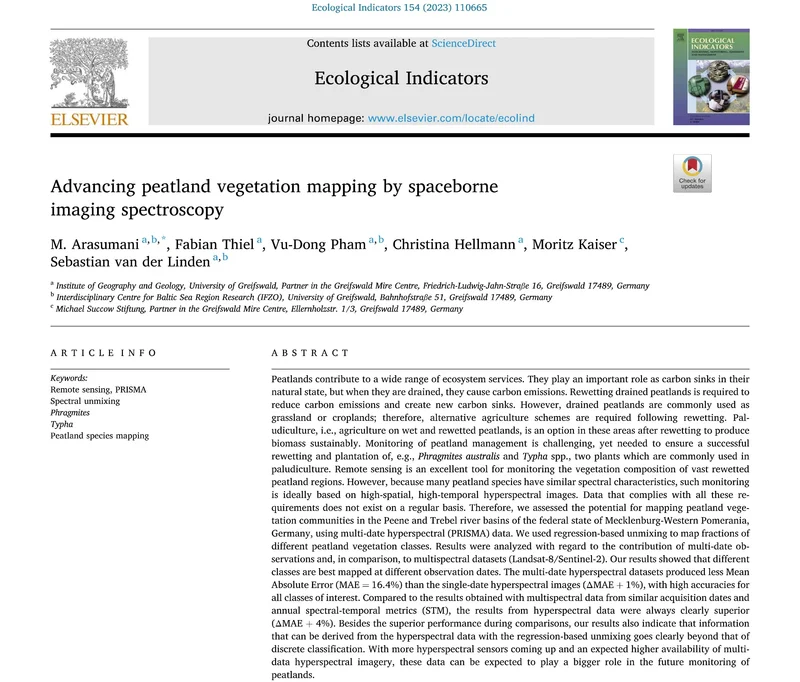 Ecological Indicators 154 (2023) 110665
Contents lists available at ScienceDirect
Ecological Indicators
journal homepage: www.elsevier.com/locate/ecolind
ELSEVIER
ECOLOGICAL
INDICATORS
Check for
updates
Advancing peatland vegetation mapping by spaceborne
imaging spectroscopy
M. Arasumani a,b,*, Fabian Thiel a, Vu-Dong Pham a,b, Christina Hellmann a, Moritz Kaiser c,
Sebastian van der Linden a,b
a Institute of Geography and Geology, University of Greifswald, Partner in the Greifswald Mire Centre, Friedrich-Ludwig-Jahn-Straße 16, Greifswald 17489, Germany
b Interdisciplinary Centre for Baltic Sea Region Research (IFZO), University of Greifswald, Bahnhofstraße 51, Greifswald 17489, Germany
c Michael Succow Stiftung, Partner in the Greifswald Mire Centre, Ellernholzstr. 1/3, Greifswald 17489, Germany
ARTICLE INFO
Keywords:
Remote sensing, PRISMA
Spectral unmixing
Phragmites
Typha
Peatland species mapping
ABSTRACT
Peatlands contribute to a wide range of ecosystem services. They play an important role as carbon sinks in their
natural state, but when they are drained, they cause carbon emissions. Rewetting drained peatlands is required to
reduce carbon emissions and create new carbon sinks. However, drained peatlands are commonly used as
grassland or croplands; therefore, alternative agriculture schemes are required following rewetting. Pal-
udiculture, i.e., agriculture on wet and rewetted peatlands, is an option in these areas after rewetting to produce
biomass sustainably. Monitoring of peatland management is challenging, yet needed to ensure a successful
rewetting and plantation of, e.g., Phragmites australis and Typha spp., two plants which are commonly used in
paludiculture. Remote sensing is an excellent tool for monitoring the vegetation composition of vast rewetted
peatland regions. However, because many peatland species have similar spectral characteristics, such monitoring
is ideally based on high-spatial, high-temporal hyperspectral images. Data that complies with all these re-
quirements does not exist on a regular basis. Therefore, we assessed the potential for mapping peatland vege-
tation communities in the Peene and Trebel river basins of the federal state of Mecklenburg-Western Pomerania,
Germany, using multi-date hyperspectral (PRISMA) data. We used regression-based unmixing to map fractions of
different peatland vegetation classes. Results were analyzed with regard to the contribution of multi-date ob-
servations and, in comparison, to multispectral datasets (Landsat-8/Sentinel-2). Our results showed that different
classes are best mapped at different observation dates. The multi-date hyperspectral datasets produced less Mean
Absolute Error (MAE = 16.4%) than the single-date hyperspectral images (ΔMAE + 1%), with high accuracies for
all classes of interest. Compared to the results obtained with multispectral data from similar acquisition dates and
annual spectral-temporal metrics (STM), the results from hyperspectral data were always clearly superior
(ΔMAE + 4%). Besides the superior performance during comparisons, our results also indicate that information
that can be derived from the hyperspectral data with the regression-based unmixing goes clearly beyond that of
discrete classification. With more hyperspectral sensors coming up and an expected higher availability of multi-
data hyperspectral imagery, these data can be expected to play a bigger role in the future monitoring of
peatlands.